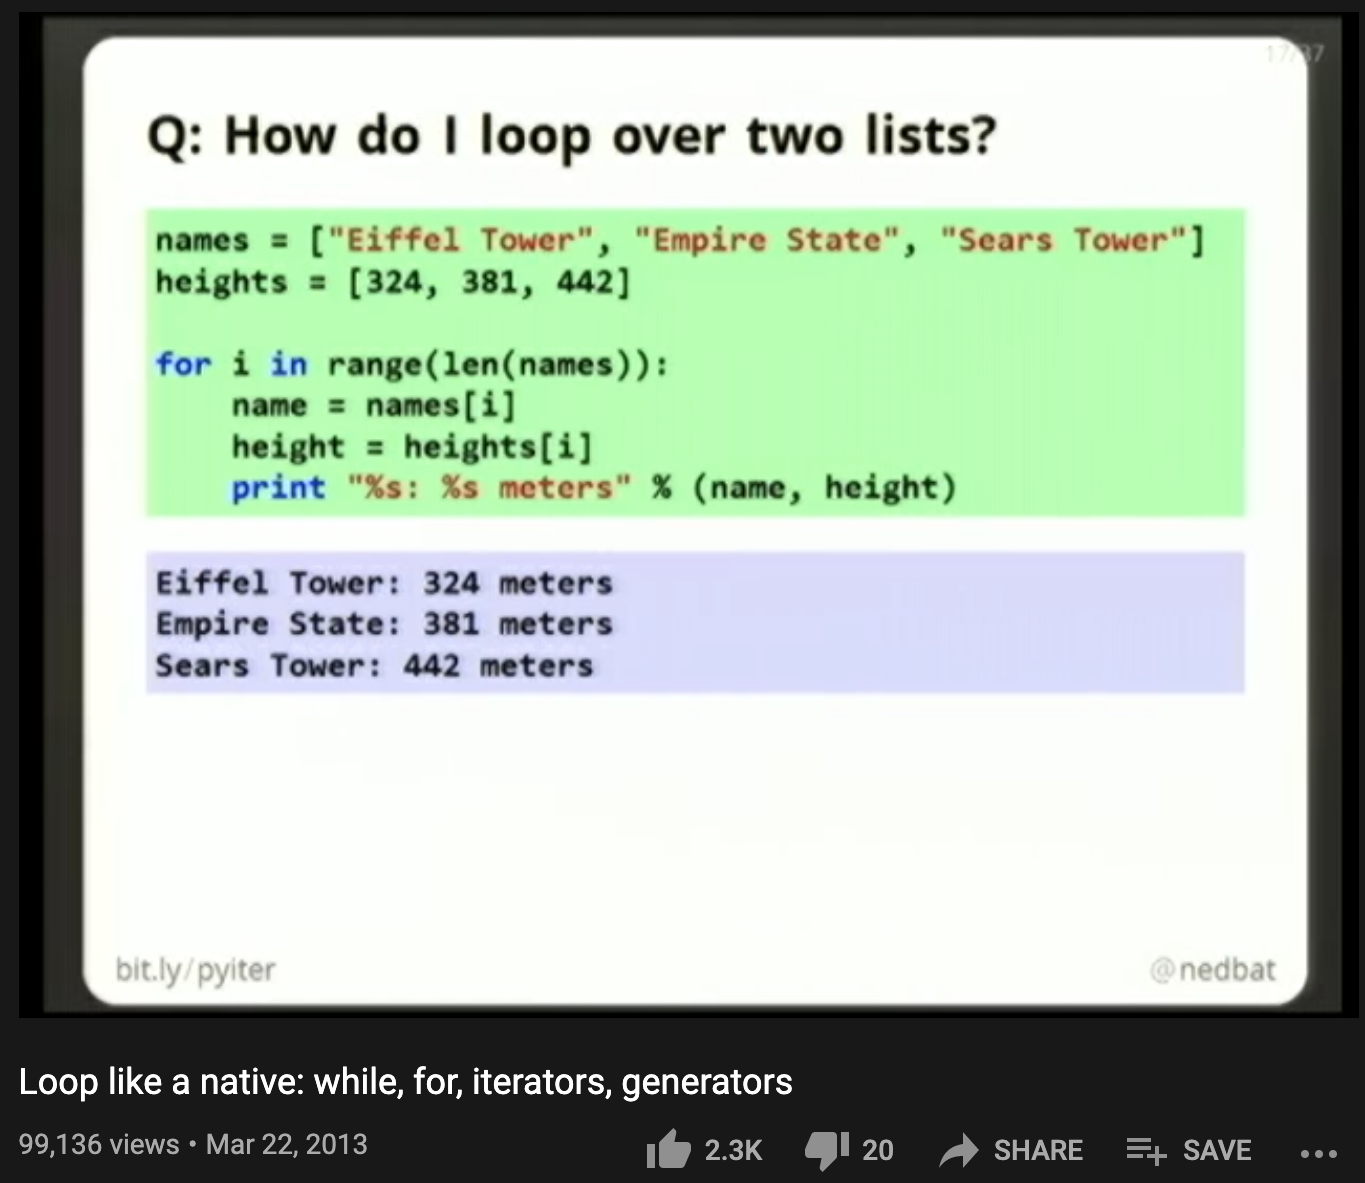 17/37
Q: How do I loop over two lists?
names = ["Eiffel Tower", "Empire State", "Sears Tower"]
heights = [324, 381, 442]
for i in range(len(names)):
    name = names[i]
    height = heights[i]
    print "%s: %s meters" % (name, height)
Eiffel Tower: 324 meters
Empire State: 381 meters
Sears Tower: 442 meters
bit.ly/pyiter @nedbat
Loop like a native: while, for, iterators, generators
99,136 views • Mar 22, 2013 2.3K 20 SHARE SAVE